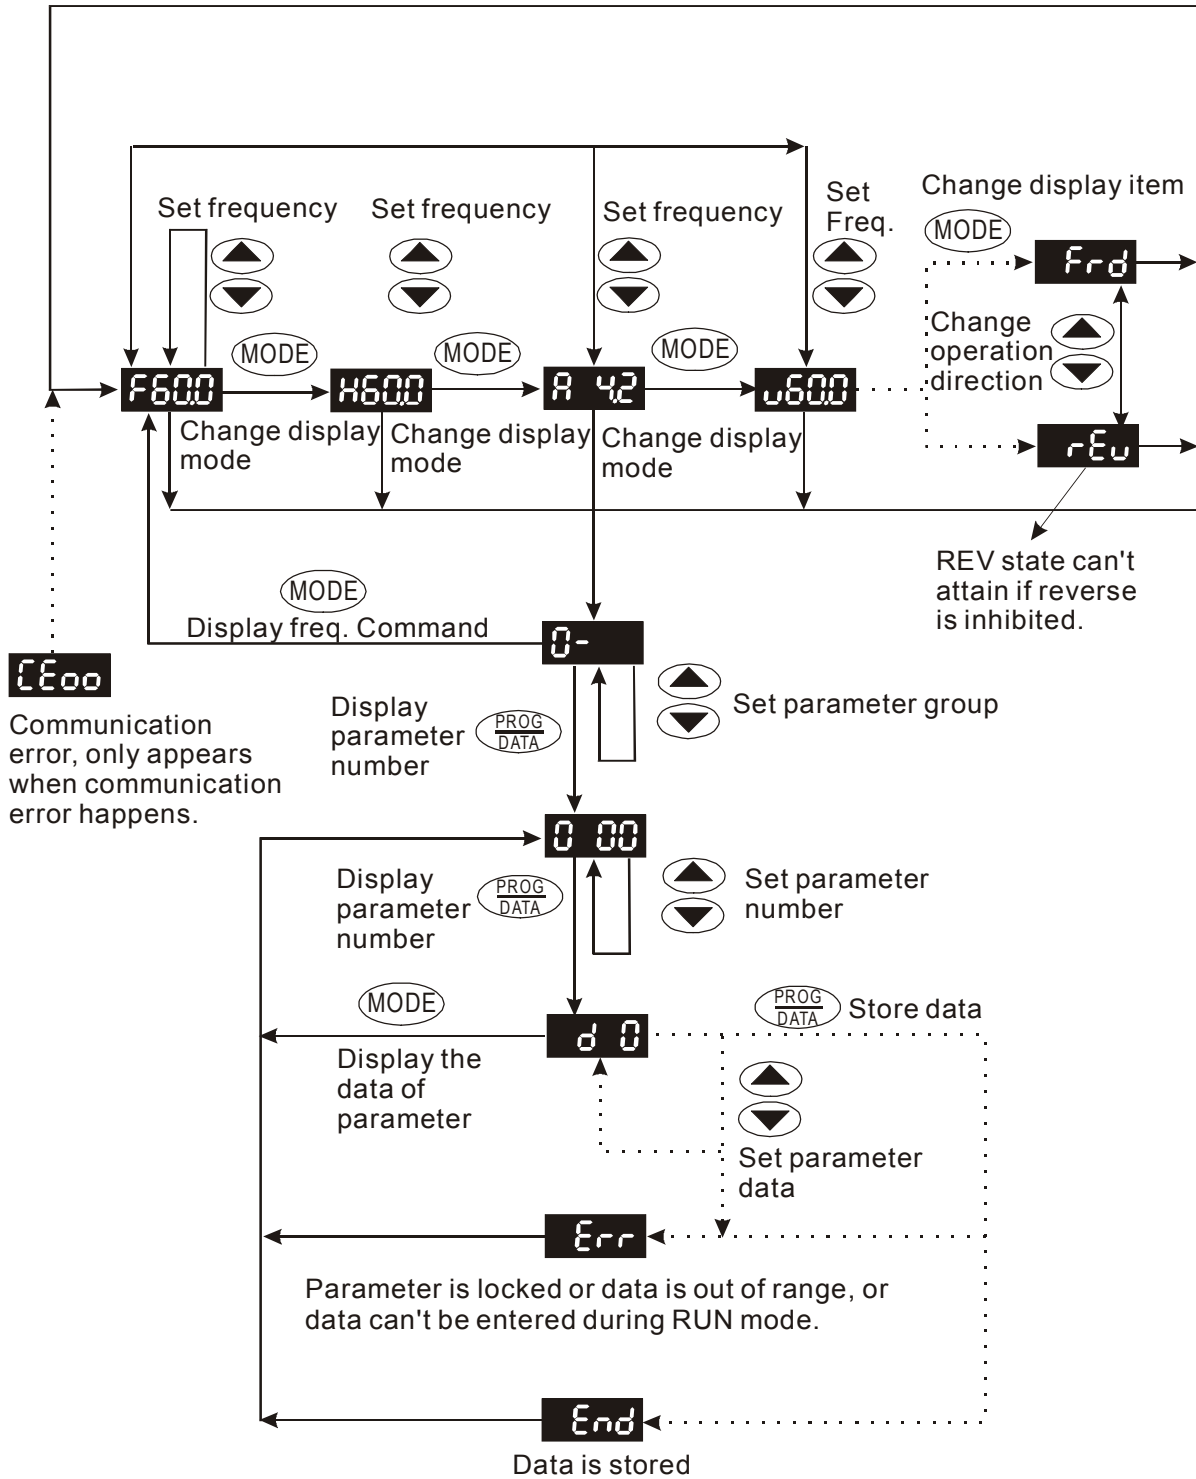 Change display item
Set
Freq.
Set frequency
Set frequency
Set frequency
MODE
Frd
MODE
MODE
MODE
Change
operation
direction
F60.0
H60.0
A 4.2
u60.0
Change display
mode
Change display
mode
Change display
mode
rEu
REV state can't
attain if reverse
is inhibited.
MODE
Display freq. Command
0-
CEoo
Communication
error, only appears
when communication
error happens.
Display
parameter
number
PROG
DATA
Set parameter group
0 00
Display
parameter
number
PROG
DATA
Set parameter
number
MODE
d 0
PROG
DATA
Store data
Display the
data of
parameter
Set parameter
data
Err
Parameter is locked or data is out of range, or
data can't be entered during RUN mode.
End
Data is stored